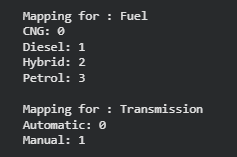 Mapping for : Fuel
CNG: 0
Diesel: 1
Hybrid: 2
Petrol: 3
Mapping for : Transmission
Automatic: 0
Manual: 1